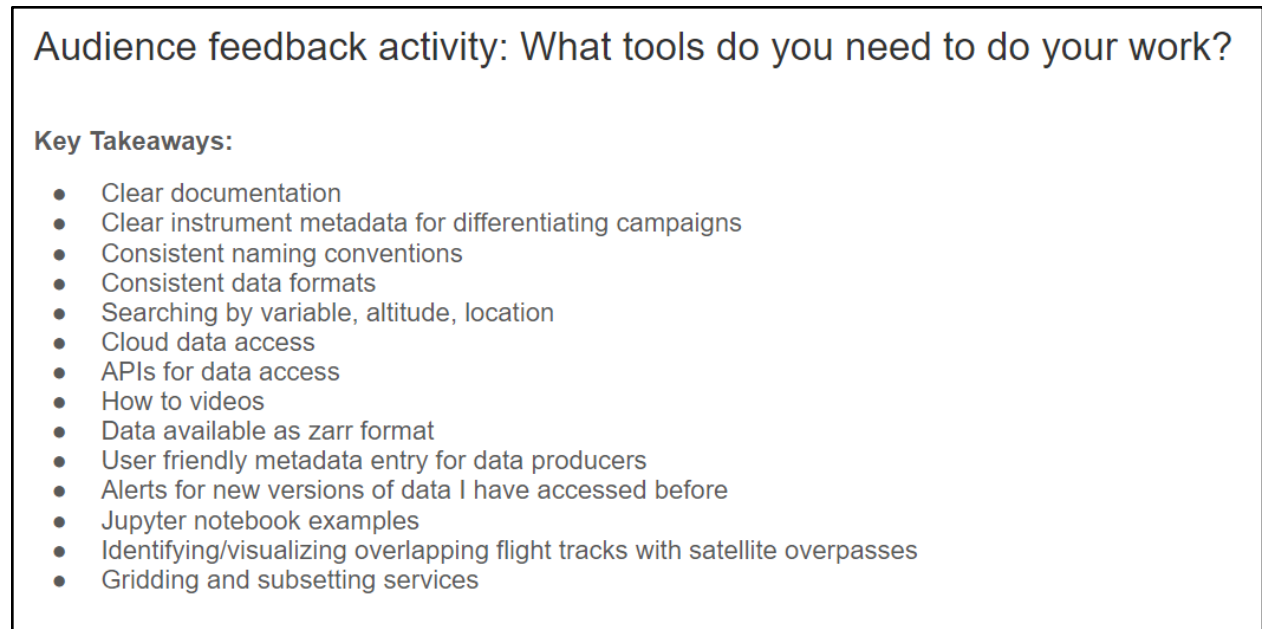 Audience feedback activity: What tools do you need to do your work?
Key Takeaways:
● Clear documentation
● Clear instrument metadata for differentiating campaigns
● Consistent naming conventions
● Consistent data formats
● Searching by variable, altitude, location
● Cloud data access
● APIs for data access
● How to videos
● Data available as zarr format
● User friendly metadata entry for data producers
● Alerts for new versions of data I have accessed before
● Jupyter notebook examples
● Identifying/visualizing overlapping flight tracks with satellite overpasses
● Gridding and subsetting services